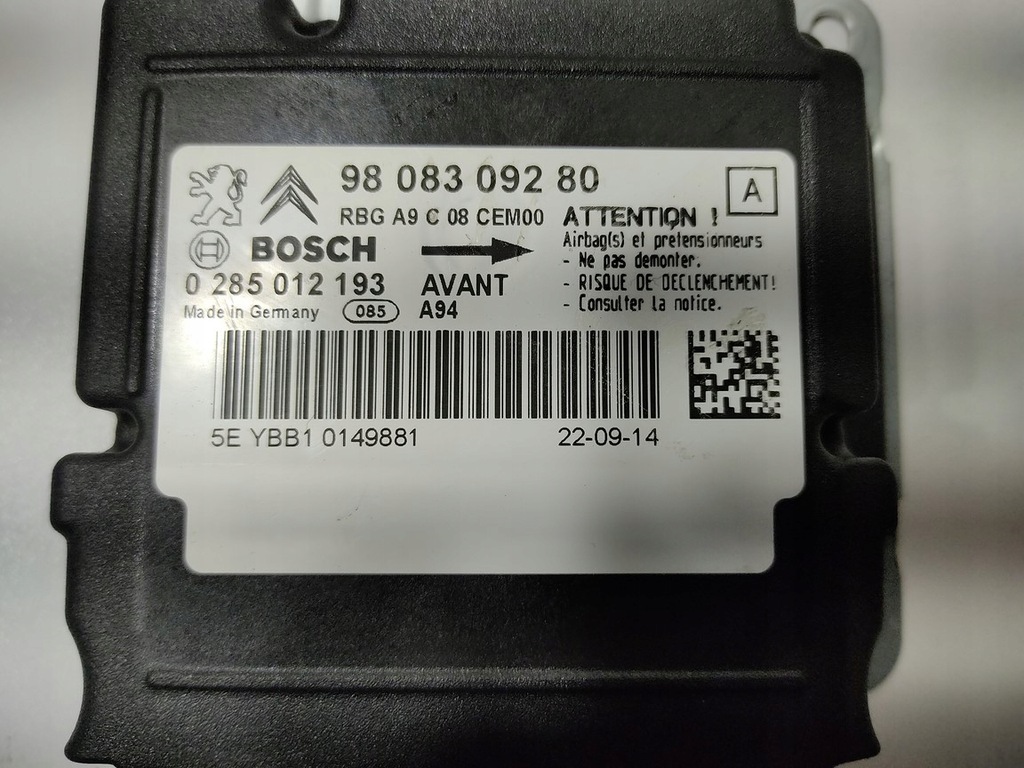 98 083 092 80
A
RBG A9 C 08 CEM00
ATTENTION !
Airbag(s) et pretensionneurs
- Ne pas demonter.
- RISQUE DE DECLENCHEMENT!
- Consulter la notice.
BOSCH
0 285 012 193
AVANT
Made in Germany
085
A94
5E YBB1 0149881
22-09-14